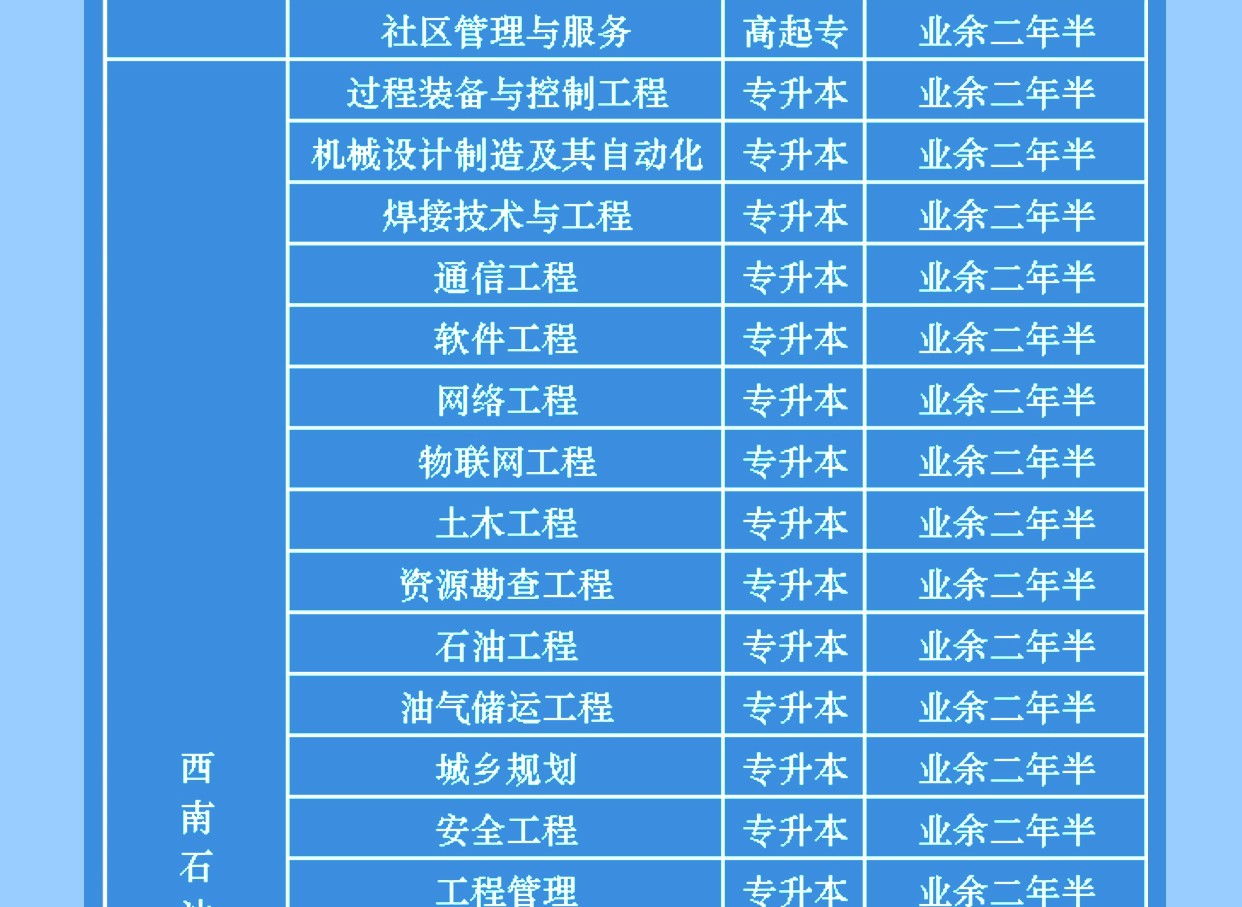 社区管理与服务 高起专 业余二年半
过程装备与控制工程 专升本 业余二年半
机械设计制造及其自动化 专升本 业余二年半
焊接技术与工程 专升本 业余二年半
通信工程 专升本 业余二年半
软件工程 专升本 业余二年半
网络工程 专升本 业余二年半
物联网工程 专升本 业余二年半
土木工程 专升本 业余二年半
资源勘查工程 专升本 业余二年半
石油工程 专升本 业余二年半
油气储运工程 专升本 业余二年半
城乡规划 专升本 业余二年半
安全工程 专升本 业余二年半
工程管理 专升本 业余二年半
西
南
石